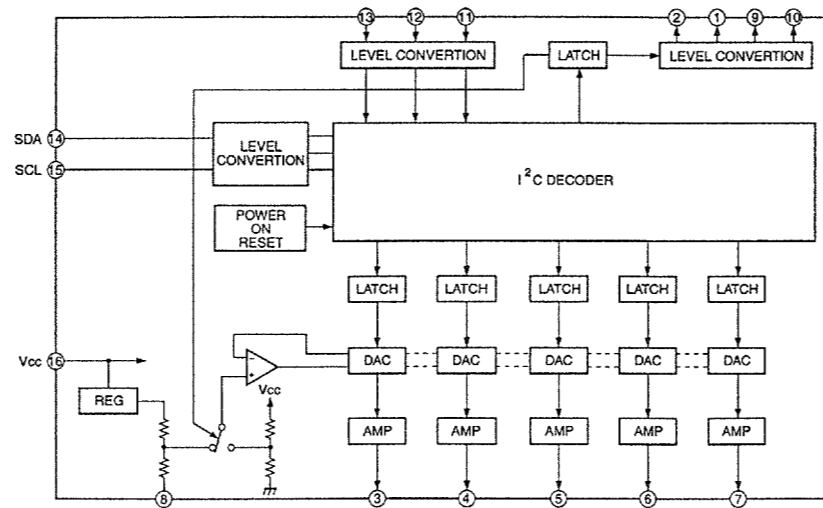 13 12 11 2 1 9 10
LEVEL CONVERTION LATCH LEVEL CONVERTION
SDA 14
SCL 15
LEVEL
CONVERTION
I²C DECODER
POWER
ON
RESET
LATCH LATCH LATCH LATCH LATCH
Vcc 16
− DAC DAC DAC DAC DAC
+
Vcc
REG
AMP AMP AMP AMP AMP
8 3 4 5 6 7